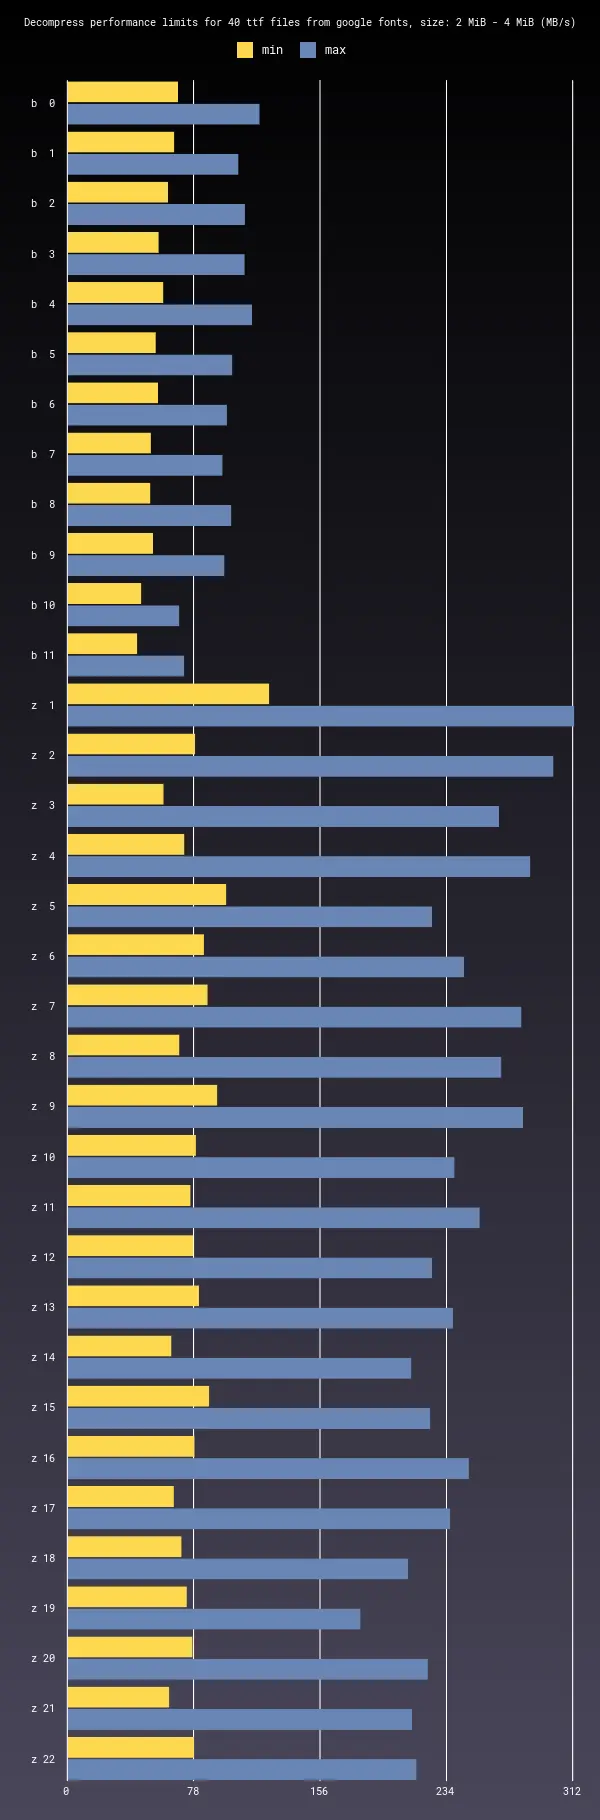 Decompress performance limits for 40 ttf files from google fonts, size: 2 MiB - 4 MiB (MB/s)
min max
b 0
b 1
b 2
b 3
b 4
b 5
b 6
b 7
b 8
b 9
b 10
b 11
z 1
z 2
z 3
z 4
z 5
z 6
z 7
z 8
z 9
z 10
z 11
z 12
z 13
z 14
z 15
z 16
z 17
z 18
z 19
z 20
z 21
z 22
0 78 156 234 312